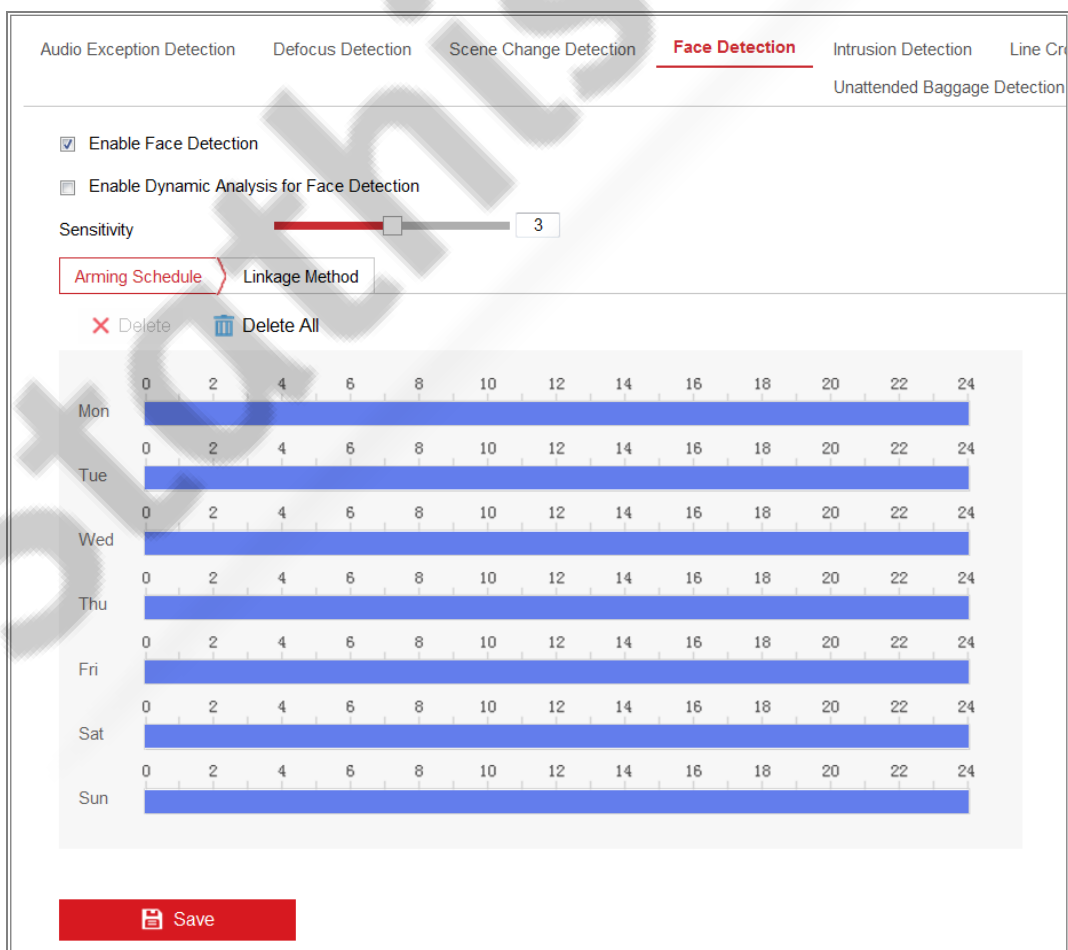 Audio Exception Detection Defocus Detection Scene Change Detection Face Detection Intrusion Detection Line
Unattended Baggage Detection
Enable Face Detection
Enable Dynamic Analysis for Face Detection
Sensitivity 3
Arming Schedule Linkage Method
Delete Delete All
0 2 4 6 8 10 12 14 16 18 20 22 24
Mon
0 2 4 6 8 10 12 14 16 18 20 22 24
Tue
0 2 4 6 8 10 12 14 16 18 20 22 24
Wed
0 2 4 6 8 10 12 14 16 18 20 22 24
Thu
0 2 4 6 8 10 12 14 16 18 20 22 24
Fri
0 2 4 6 8 10 12 14 16 18 20 22 24
Sat
0 2 4 6 8 10 12 14 16 18 20 22 24
Sun
Save
Stathis